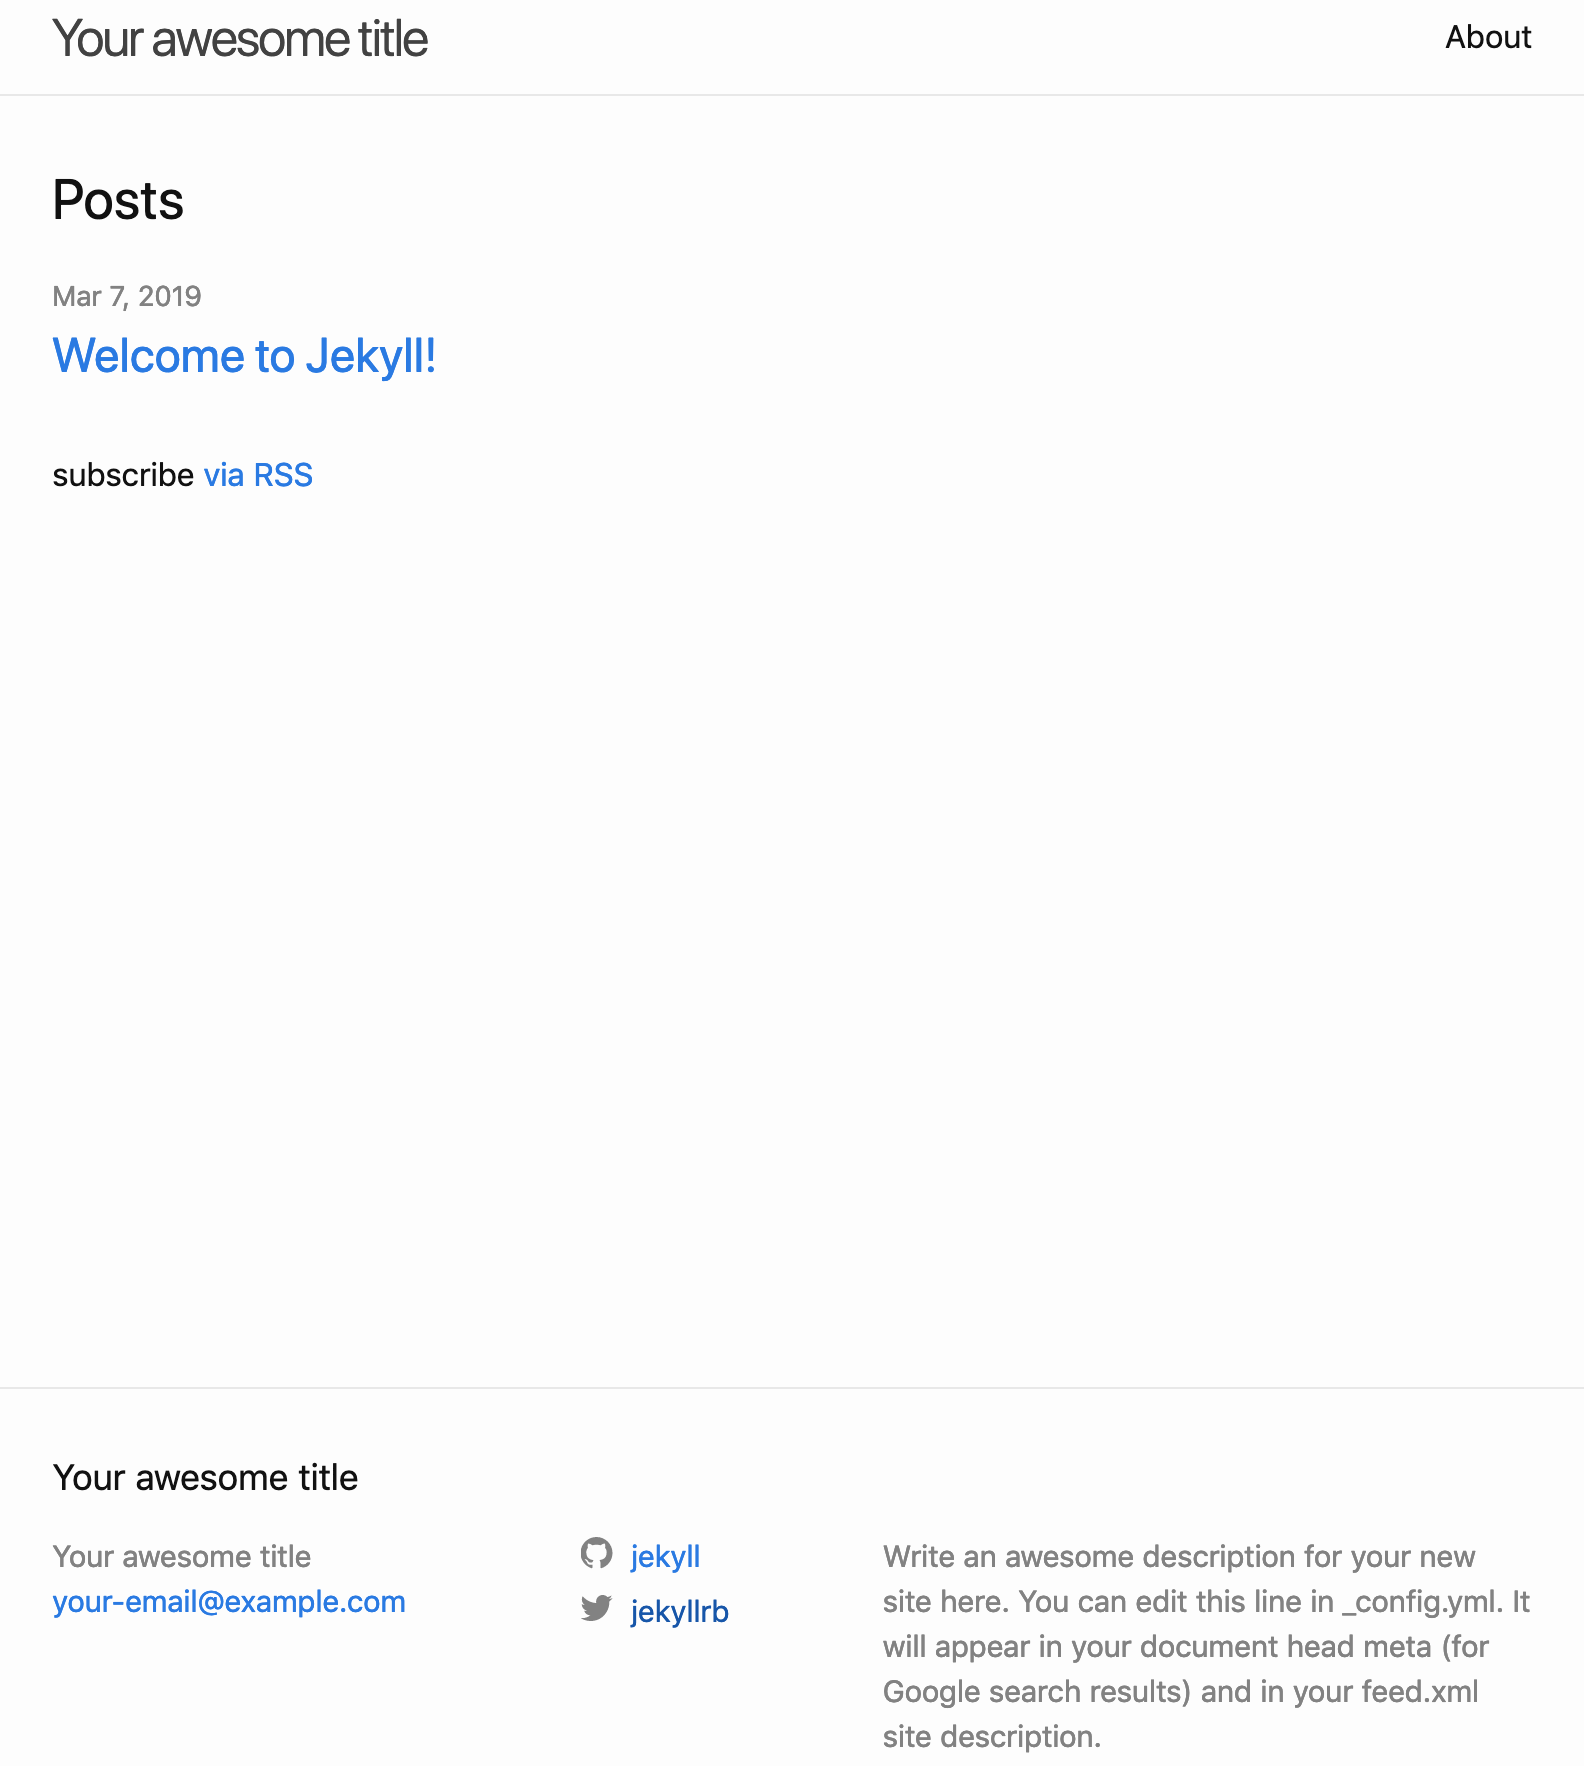 Your awesome title
About
Posts
Mar 7, 2019
Welcome to Jekyll!
subscribe via RSS
Your awesome title
Your awesome title
your-email@example.com
jekyll
jekyllrb
Write an awesome description for your new
site here. You can edit this line in _config.yml. It
will appear in your document head meta (for
Google search results) and in your feed.xml
site description.